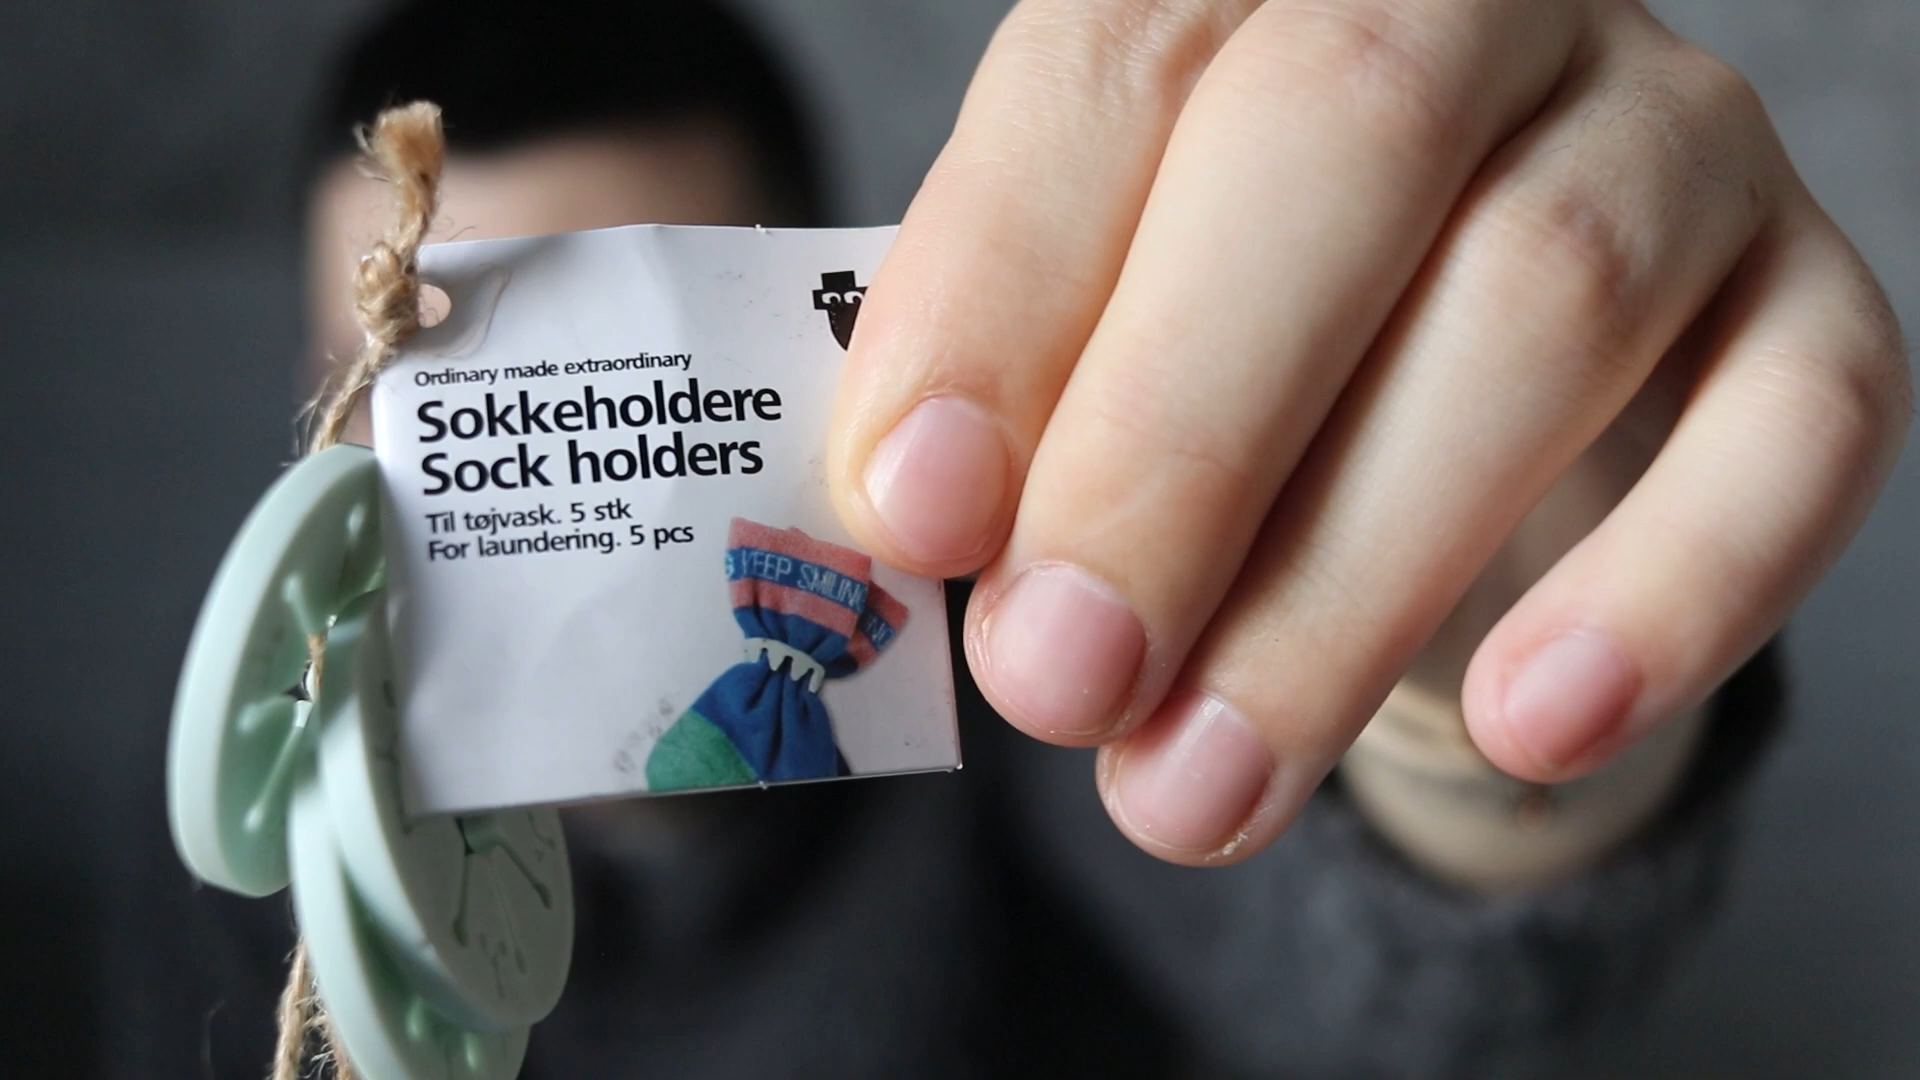 Ordinary made extraordinary
Sokkeholdere
Sock holders
Til tøjvask. 5 stk
For laundering. 5 pcs
KEEP SMILING